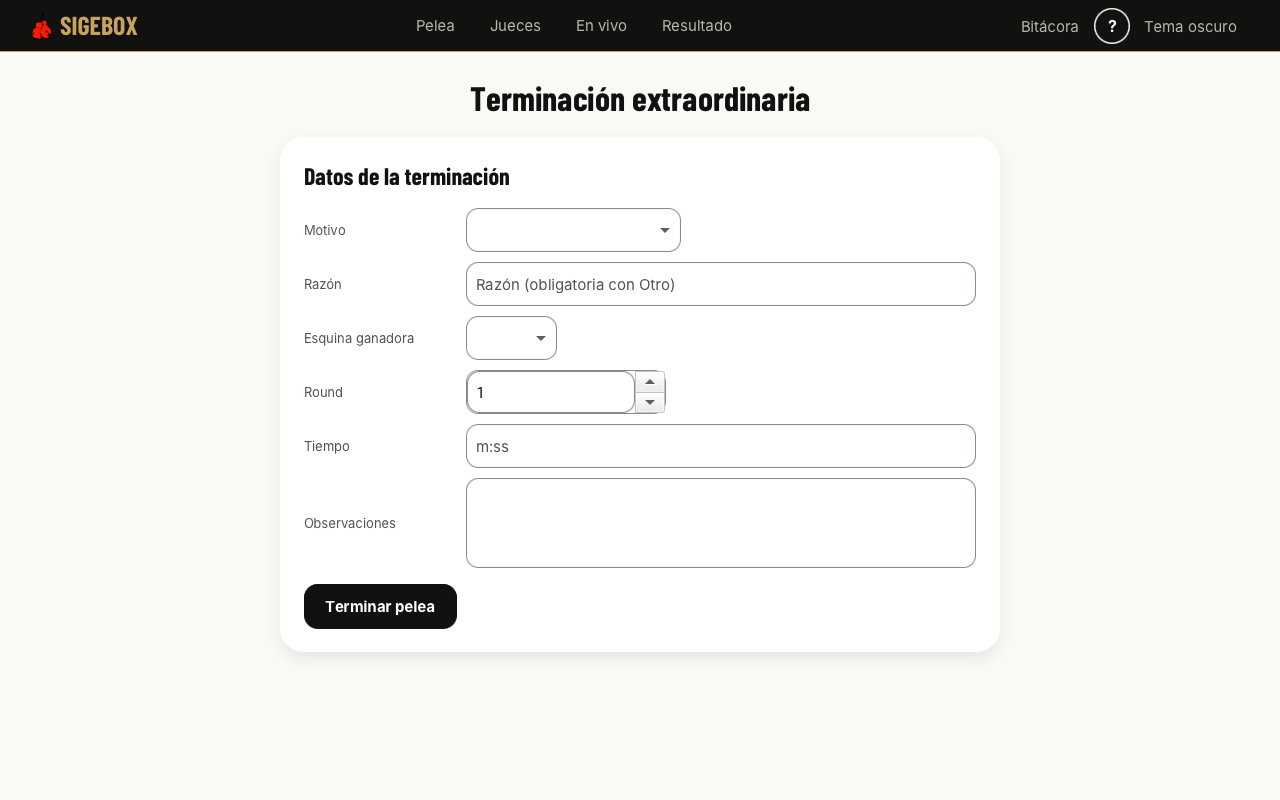 SIGEBOX
Pelea Jueces En vivo Resultado
Bitácora ? Tema oscuro
Terminación extraordinaria
Datos de la terminación
Motivo
Razón Razón (obligatoria con Otro)
Esquina ganadora
Round 1
Tiempo m:ss
Observaciones
Terminar pelea